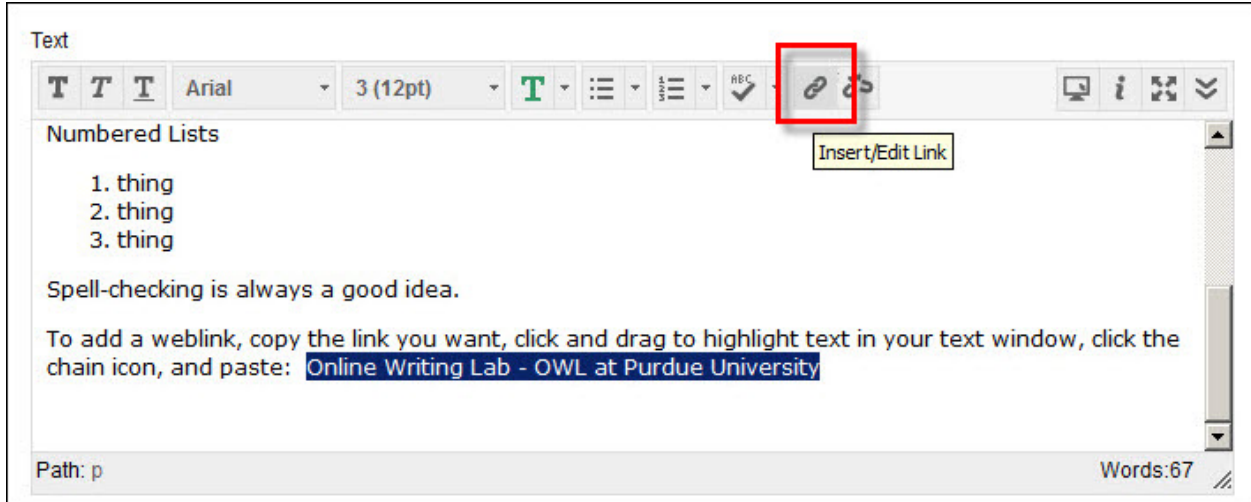 Text
T T T Arial 3 (12pt) T ABC i
Insert/Edit Link
Numbered Lists
1. thing
2. thing
3. thing
Spell-checking is always a good idea.
To add a weblink, copy the link you want, click and drag to highlight text in your text window, click the
chain icon, and paste: Online Writing Lab - OWL at Purdue University
Path: p Words:67